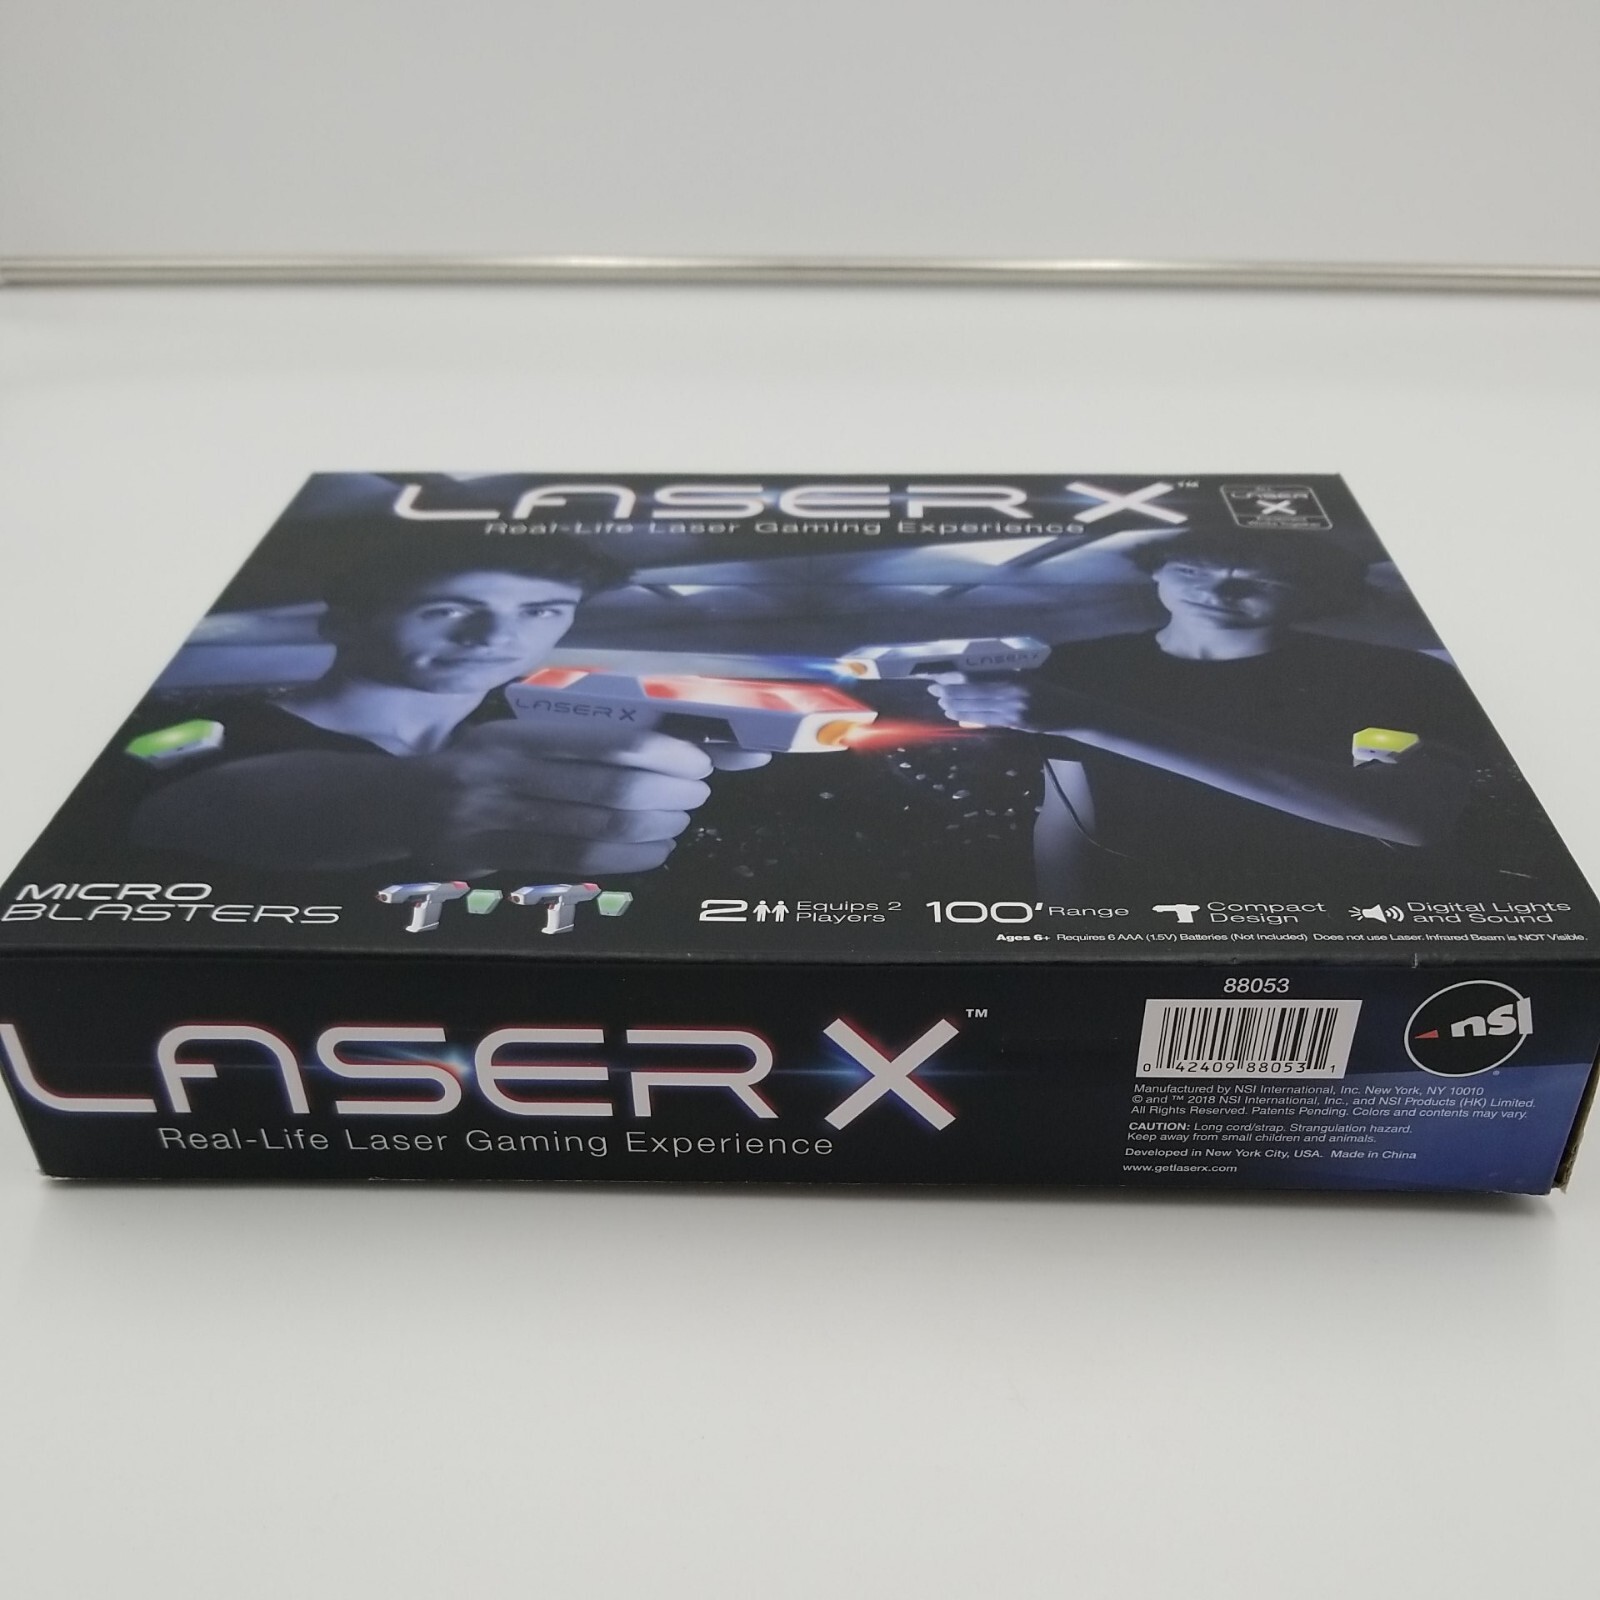 LASER X™
Real-Life Laser Gaming Experience
LASER
X
LASER X
LASER X
MICRO
BLASTERS
2 Equips 2 Players
100' Range
Compact Design
Digital Lights and Sound
Ages 6+ Requires 6 AAA (1.5V) Batteries (Not Included) Does not use Laser. Infrared Beam is NOT Visible.
LASER X™
Real-Life Laser Gaming Experience
88053
0 42409 88053 1
nsi
Manufactured by NSI International, Inc. New York, NY 10010
© and ™ 2018 NSI International, Inc., and NSI Products (HK) Limited.
All Rights Reserved. Patents Pending. Colors and contents may vary.
CAUTION: Long cord/strap. Strangulation hazard.
Keep away from small children and animals.
Developed in New York City, USA. Made in China
www.getlaserx.com